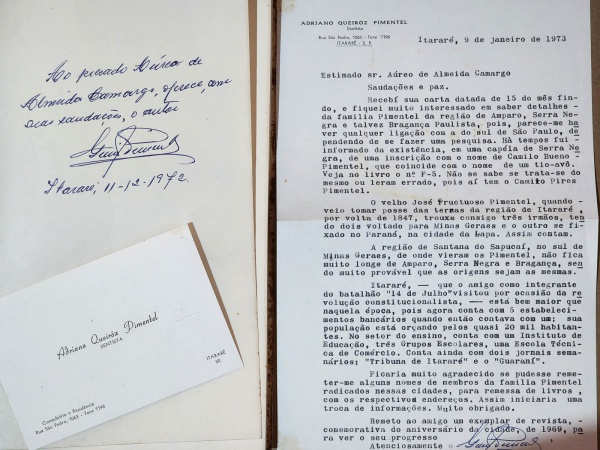 Ao prezado Aúreo de
Almeida Camargo, oferece, com
suas saudações, o autor
Itararé, 11-12-1972.
Adriano Queiróz Pimentel
DENTISTA
ITARARÉ
SP.
Consultório e Residência
Rua São Pedro, 1063 - Fone 1196
ADRIANO QUEIRÓZ PIMENTEL
Dentista
Rua São Pedro, 1063 - Fone 1196
ITARARÉ - S. P.
Itararé, 9 de janeiro de 1973
Estimado sr. Aúreo de Almeida Camargo
Saudações e paz.
Recebí sua carta datada de 15 do mês fin-
do, e fiquei muito interessado em saber detalhes
da familia Pimentel da região de Amparo, Serra Negra
e talvez Bragança Paulista, pois, parece-me ha
ver qualquer ligação com a do sul de São Paulo, de
pendendo de se fazer uma pesquisa. Há tempos fui
informado da existência, em uma capéla de Serra Ne
gra, de uma inscrição com o nome de Camilo Bueno
Pimentel, que coincide com o nome de um tio-avô.
Veja no livro o nº F-5. Não se sabe se trata-se do
mesmo ou leram errado, pois aí tem o Camilo Pires
Pimentel.
O velho José Fructuoso Pimentel, quando
veio tomar posse das terras da região de Itararé,
por volta de 1847, trouxe consigo três irmãos, ten
do dois voltado para Minas Geraes e o outro se fi
xado no Paraná, na cidade da Lapa. Assim contam.
A região de Santana do Sapucaí, no sul de
Minas Geraes, de onde vieram os Pimentel, não fica
muito longe de Amparo, Serra Negra e Bragança, sen
do muito provável que as origens sejam as mesmas.
Itararé, — que o amigo como integrante
do batalhão "14 de Julho"visitou por ocasião da re
volução constitucionalista, — está bem maior que
naquela época, pois agora conta com 5 estabeleci-
mentos bancários quando então contava com um; sua
população está orçando pelos quasi 20 mil habitan-
tes. No setor do ensino, conta com um Instituto de
Educação, três Grupos Escolares, uma Escola Técni-
ca de Comércio. Conta ainda com dois jornais sema-
nários: "Tribuna de Itararé" e o "Guaraní".
Ficaria muito agradecido se pudesse reme-
ter-me alguns nomes de membros da familia Pimentel
radicados nessas cidades, para remessa de livros ,
com os respectivos endereços. Assim iniciaria uma
troca de informações. Muito obrigado.
Remeto ao amigo um exemplar de revista, -
comemorativa do aniversário da cidade, de 1969, pa
ra ver o seu progresso
Atenciosamente o